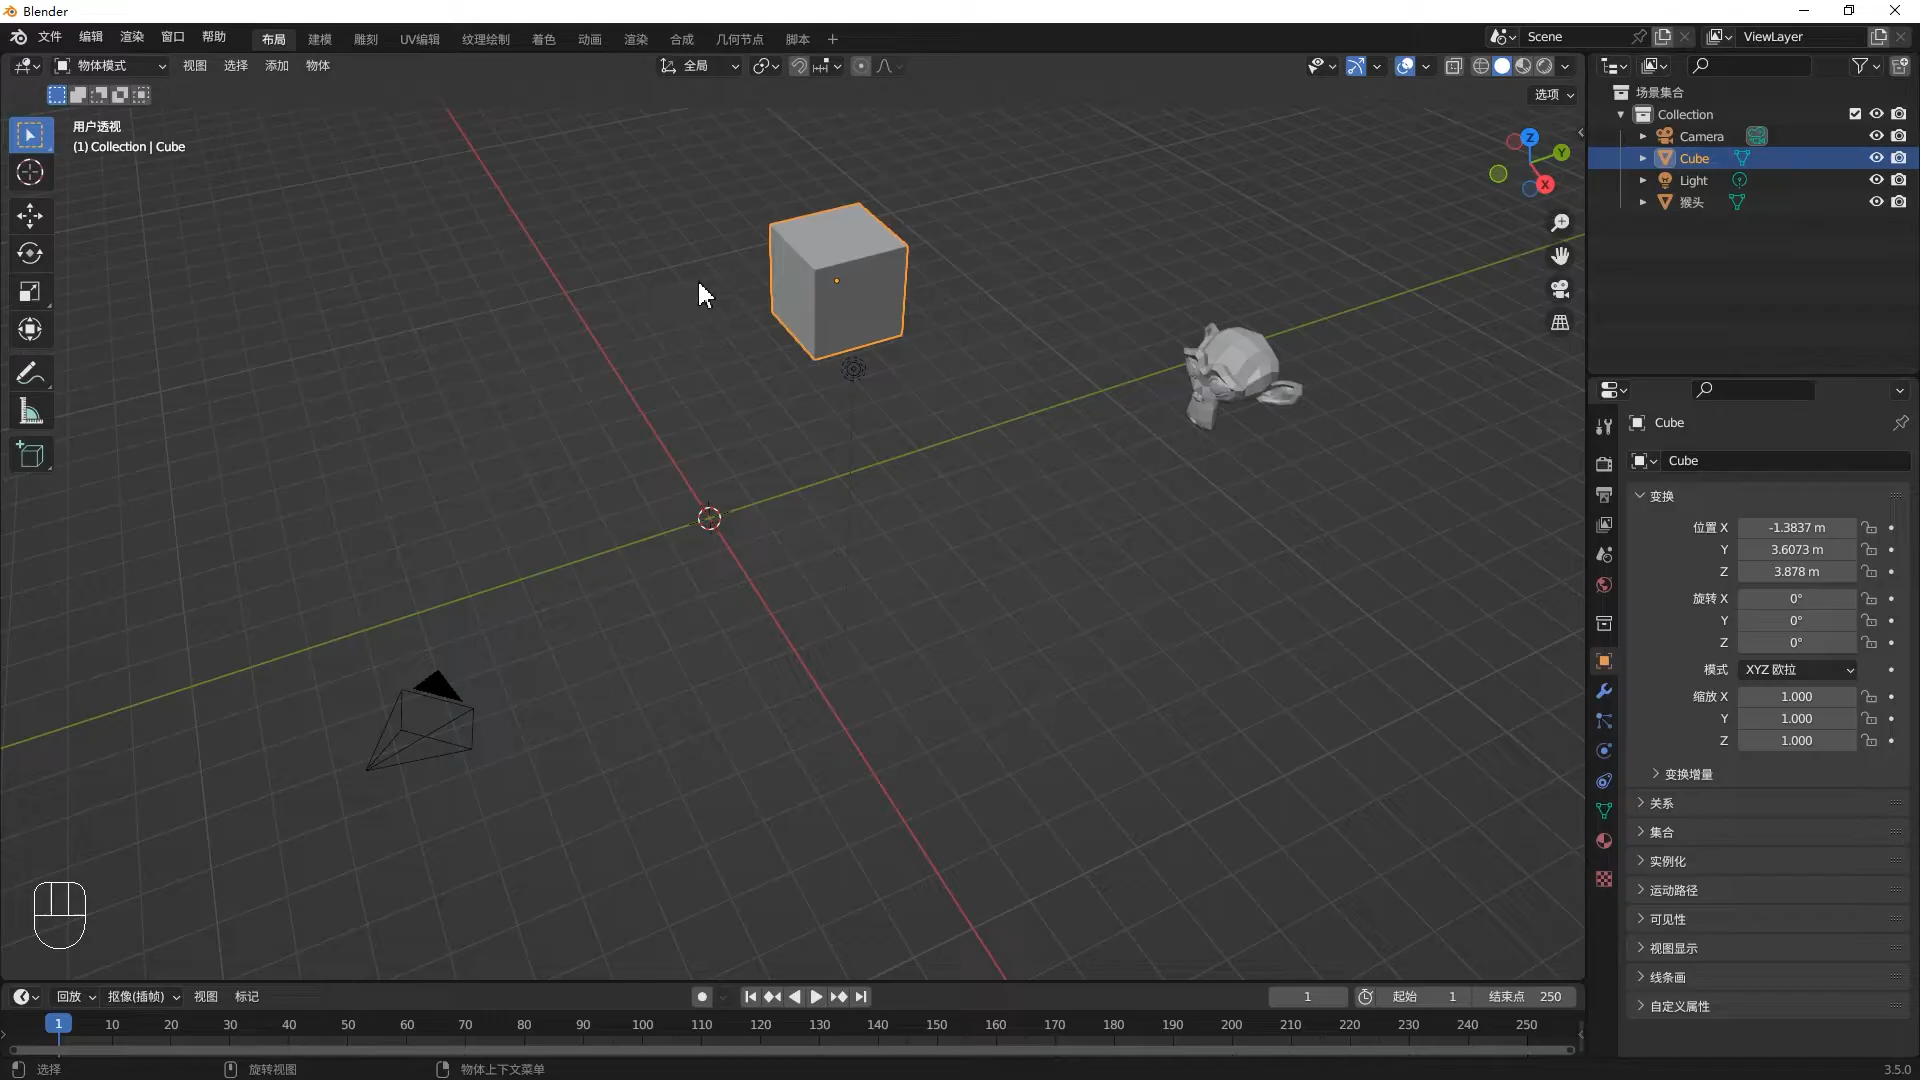 Blender
文件 编辑 渲染 窗口 帮助 布局 建模 雕刻 UV编辑 纹理绘制 着色 动画 渲染 合成 几何节点 脚本 + Scene ViewLayer
物体模式 视图 选择 添加 物体 全局
选项
用户透视
(1) Collection | Cube
Z
Y
X
场景集合
Collection
Camera
Cube
Light
猴头
Cube
Cube
变换
位置 X -1.3837 m
Y 3.6073 m
Z 3.878 m
旋转 X 0°
Y 0°
Z 0°
模式 XYZ 欧拉
缩放 X 1.000
Y 1.000
Z 1.000
变换增量
关系
集合
实例化
运动路径
可见性
视图显示
线条画
自定义属性
回放 抠像(插帧) 视图 标记 1 起始 1 结束点 250
1 10 20 30 40 50 60 70 80 90 100 110 120 130 140 150 160 170 180 190 200 210 220 230 240 250
选择 旋转视图 物体上下文菜单 3.5.0